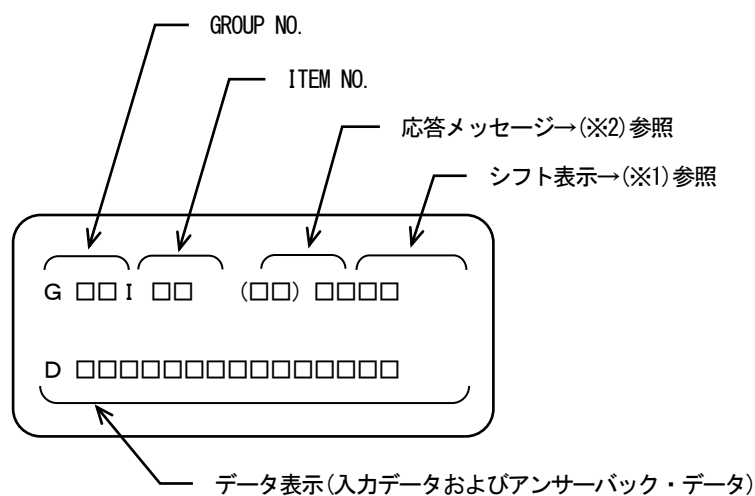 GROUP NO.
ITEM NO.
応答メッセージ→(※2)参照
シフト表示→(※1)参照
G □□ I □□ (□□) □□□□
D □□□□□□□□□□□□□□□
データ表示(入力データおよびアンサーバック・データ)